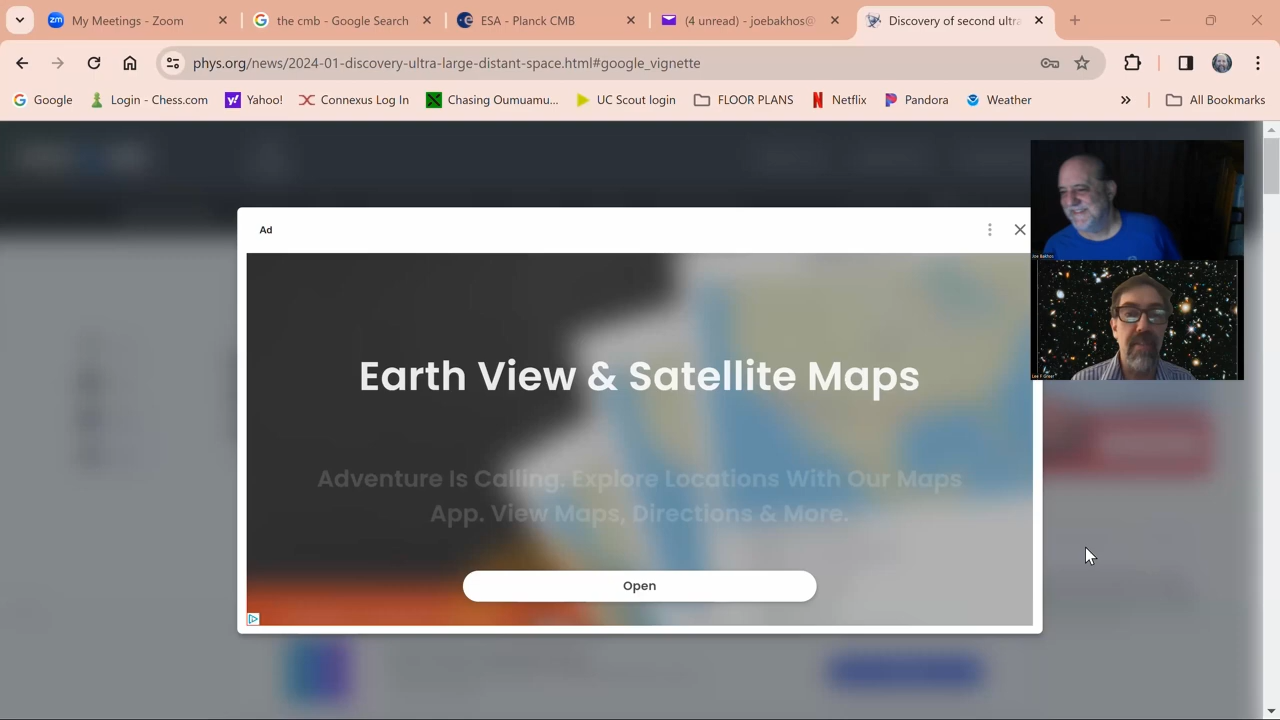 My Meetings - Zoom
the cmb - Google Search
ESA - Planck CMB
(4 unread) - joebakhos@
Discovery of second ultra
phys.org/news/2024-01-discovery-ultra-large-distant-space.html#google_vignette
Google
Login - Chess.com
Yahoo!
Connexus Log In
Chasing Oumuamu...
UC Scout login
FLOOR PLANS
Netflix
Pandora
Weather
»
All Bookmarks
Ad
Joe Bakhos
Earth View & Satellite Maps
Adventure Is Calling. Explore Locations With Our Maps
App. View Maps, Directions & More.
Open